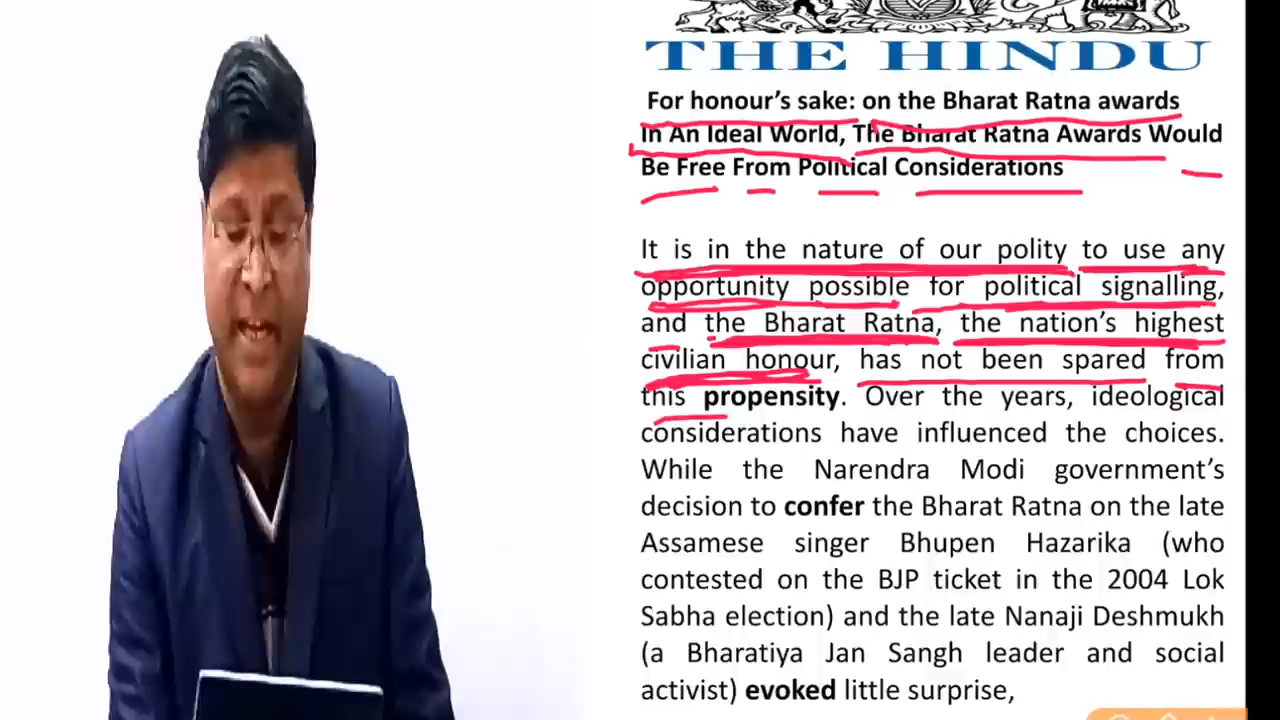 THE HINDU
For honour's sake: on the Bharat Ratna awards
In An Ideal World, The Bharat Ratna Awards Would
Be Free From Political Considerations
It is in the nature of our polity to use any
opportunity possible for political signalling,
and the Bharat Ratna, the nation's highest
civilian honour, has not been spared from
this propensity. Over the years, ideological
considerations have influenced the choices.
While the Narendra Modi government's
decision to confer the Bharat Ratna on the late
Assamese singer Bhupen Hazarika (who
contested on the BJP ticket in the 2004 Lok
Sabha election) and the late Nanaji Deshmukh
(a Bharatiya Jan Sangh leader and social
activist) evoked little surprise,